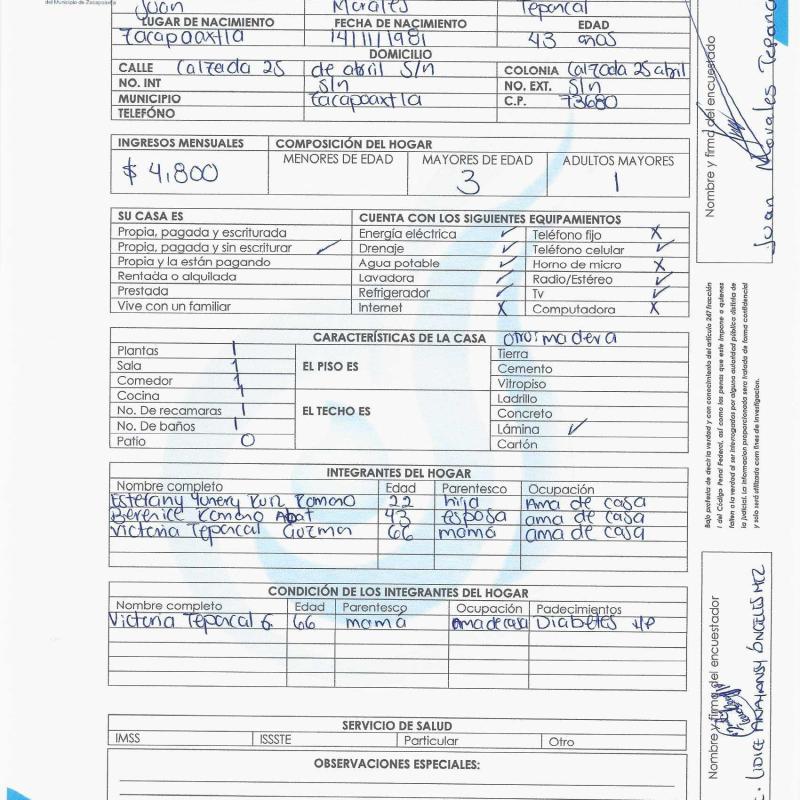 del Municipio de Zacapoaxtla
Juan Morales Teparcal
LUGAR DE NACIMIENTO FECHA DE NACIMIENTO EDAD
Zacapoaxtla 14/11/1981 43 años
DOMICILIO
CALLE Calzada 25 de abril S/n COLONIA Calzada 25 abril
NO. INT S/n NO. EXT. S/n
MUNICIPIO Zacapoaxtla C.P. 73680
TELEFÓNO
INGRESOS MENSUALES COMPOSICIÓN DEL HOGAR
$ 4,800 MENORES DE EDAD MAYORES DE EDAD ADULTOS MAYORES
3 1
SU CASA ES CUENTA CON LOS SIGUIENTES EQUIPAMIENTOS
Propia, pagada y escriturada Energía eléctrica ✓ Teléfono fijo X
Propia, pagada y sin escriturar ✓ Drenaje ✓ Teléfono celular ✓
Propia y la están pagando Agua potable ✓ Horno de micro X
Rentada o alquilada Lavadora ✓ Radio/Estéreo ✓
Prestada Refrigerador ✓ Tv ✓
Vive con un familiar Internet X Computadora X
CARACTERÍSTICAS DE LA CASA otro: madera
Plantas 1 EL PISO ES Tierra
Sala 1 Cemento
Comedor 1 Vitropiso
Cocina 1 EL TECHO ES Ladrillo
No. De recamaras 1 Concreto
No. De baños 1 Lámina ✓
Patio 0 Cartón
INTEGRANTES DEL HOGAR
Nombre completo Edad Parentesco Ocupación
Estefany Romano 22 hija Ama de casa
Berenice Romano 43 esposa ama de casa
Victoria Teparcal Guzman 66 mamá ama de casa
CONDICIÓN DE LOS INTEGRANTES DEL HOGAR
Nombre completo Edad Parentesco Ocupación Padecimientos
Victoria Teparcal G. 66 mamá ama de casa Diabetes
SERVICIO DE SALUD
IMSS ISSSTE Particular Otro
OBSERVACIONES ESPECIALES:
Nombre y firma del encuestado
Juan Morales Teparcal
Bajo protesta de decir la verdad y con conocimiento del artículo 247 fracción
I del Código Penal Federal, así como las penas que este impone a quienes
falten a la verdad al ser interrogados por alguna autoridad pública distinta de
la judicial. La información proporcionada será tratada de forma confidencial
y solo será utilizada con fines de investigación.
Nombre y firma del encuestador